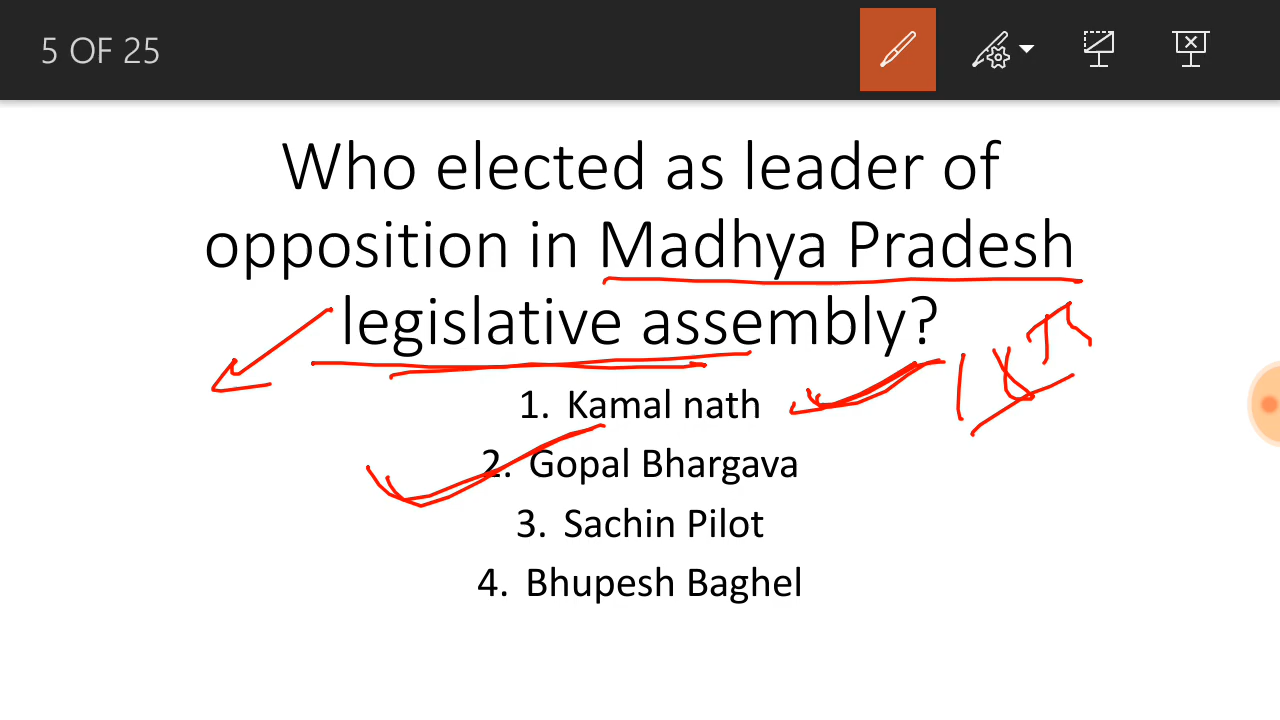 5 OF 25
Who elected as leader of
opposition in Madhya Pradesh
legislative assembly?
1. Kamal nath
2. Gopal Bhargava
3. Sachin Pilot
4. Bhupesh Baghel